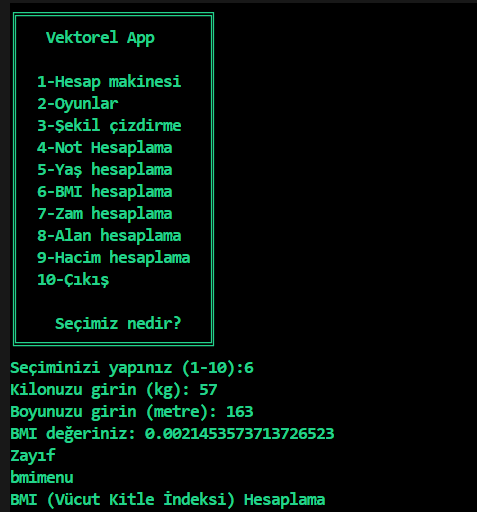 Vektorel App
1-Hesap makinesi
2-Oyunlar
3-Şekil çizdirme
4-Not Hesaplama
5-Yaş hesaplama
6-BMI hesaplama
7-Zam hesaplama
8-Alan hesaplama
9-Hacim hesaplama
10-Çıkış
Seçimiz nedir?
Seçiminizi yapınız (1-10):6
Kilonuzu girin (kg): 57
Boyunuzu girin (metre): 163
BMI değeriniz: 0.0021453573713726523
Zayıf
bmimenu
BMI (Vücut Kitle İndeksi) Hesaplama